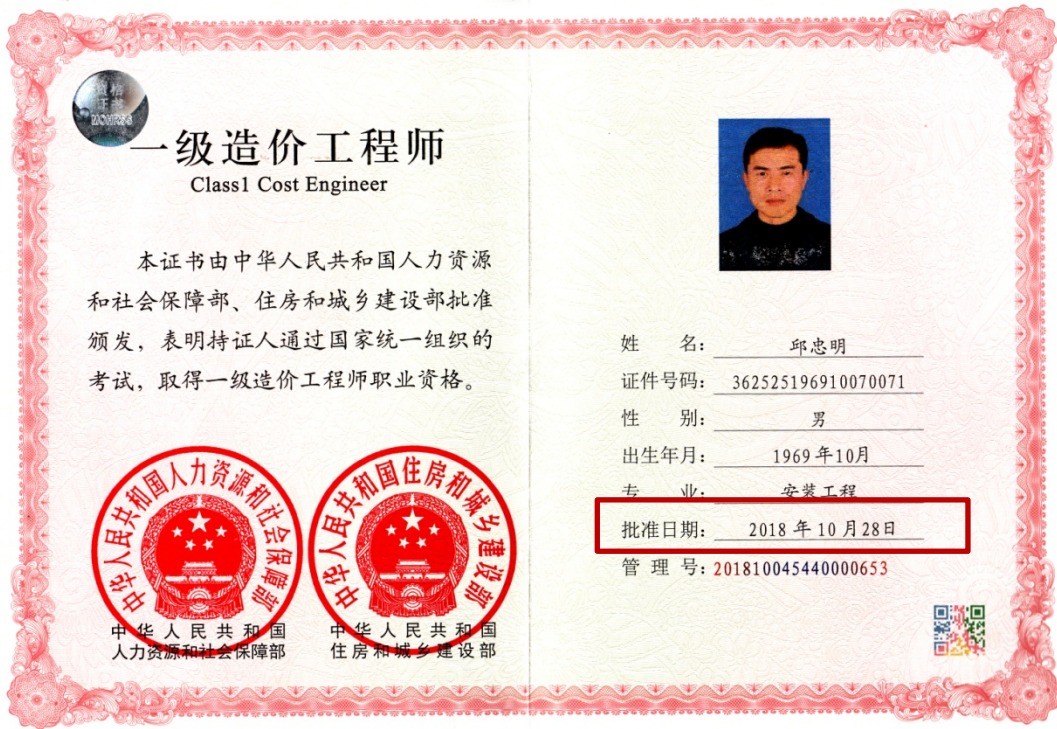 资格
证书
MOHRSS
一级造价工程师
Class1 Cost Engineer
本证书由中华人民共和国人力资源
和社会保障部、住房和城乡建设部批准
颁发，表明持证人通过国家统一组织的
考试，取得一级造价工程师职业资格。
中华人民共和国人力资源和社会保障部
中华人民共和国住房和城乡建设部
中华人民共和国
人力资源和社会保障部
中华人民共和国
住房和城乡建设部
姓 名：邱忠明
证件号码：362525196910070071
性 别：男
出生年月：1969年10月
专 业：安装工程
批准日期：2018年10月28日
管 理 号：201810045440000653